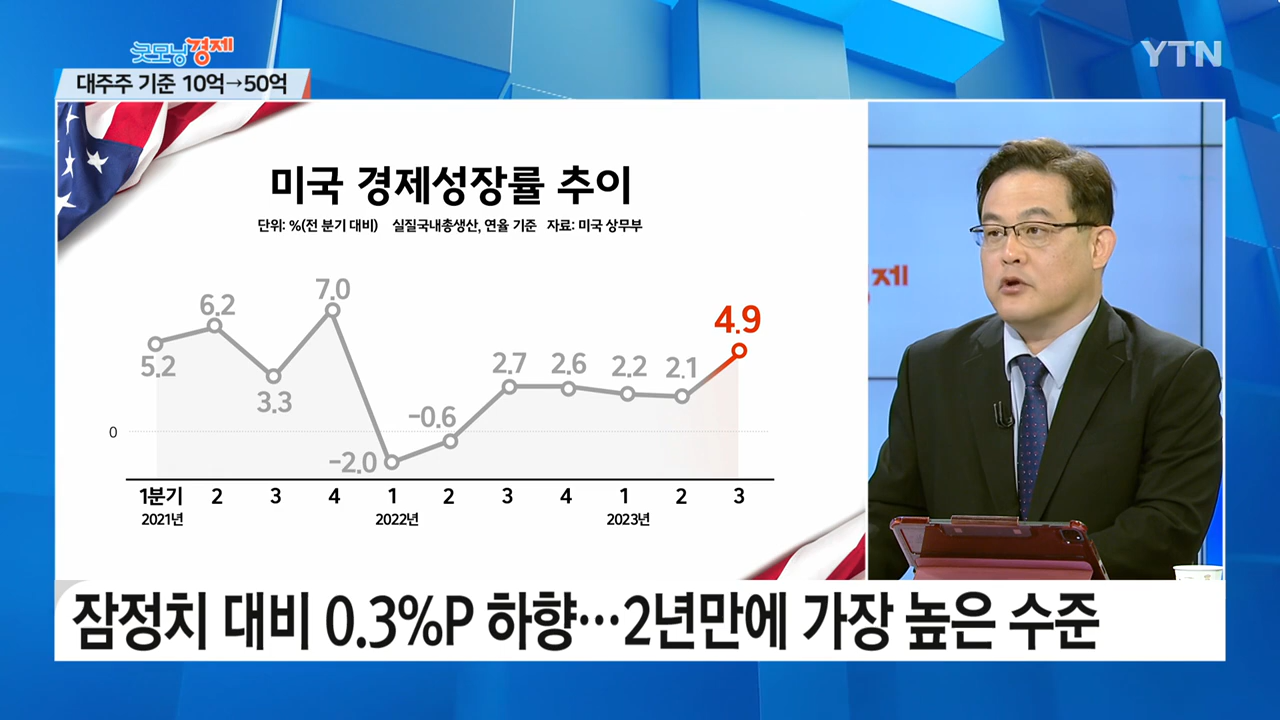 굿모닝경제
YTN
대주주 기준 10억→50억
미국 경제성장률 추이
단위: %(전 분기 대비) 실질국내총생산, 연율 기준 자료: 미국 상무부
5.2
6.2
3.3
7.0
-2.0
-0.6
2.7
2.6
2.2
2.1
4.9
0
1분기 2 3 4 1 2 3 4 1 2 3
2021년 2022년 2023년
제
잠정치 대비 0.3%P 하향…2년만에 가장 높은 수준